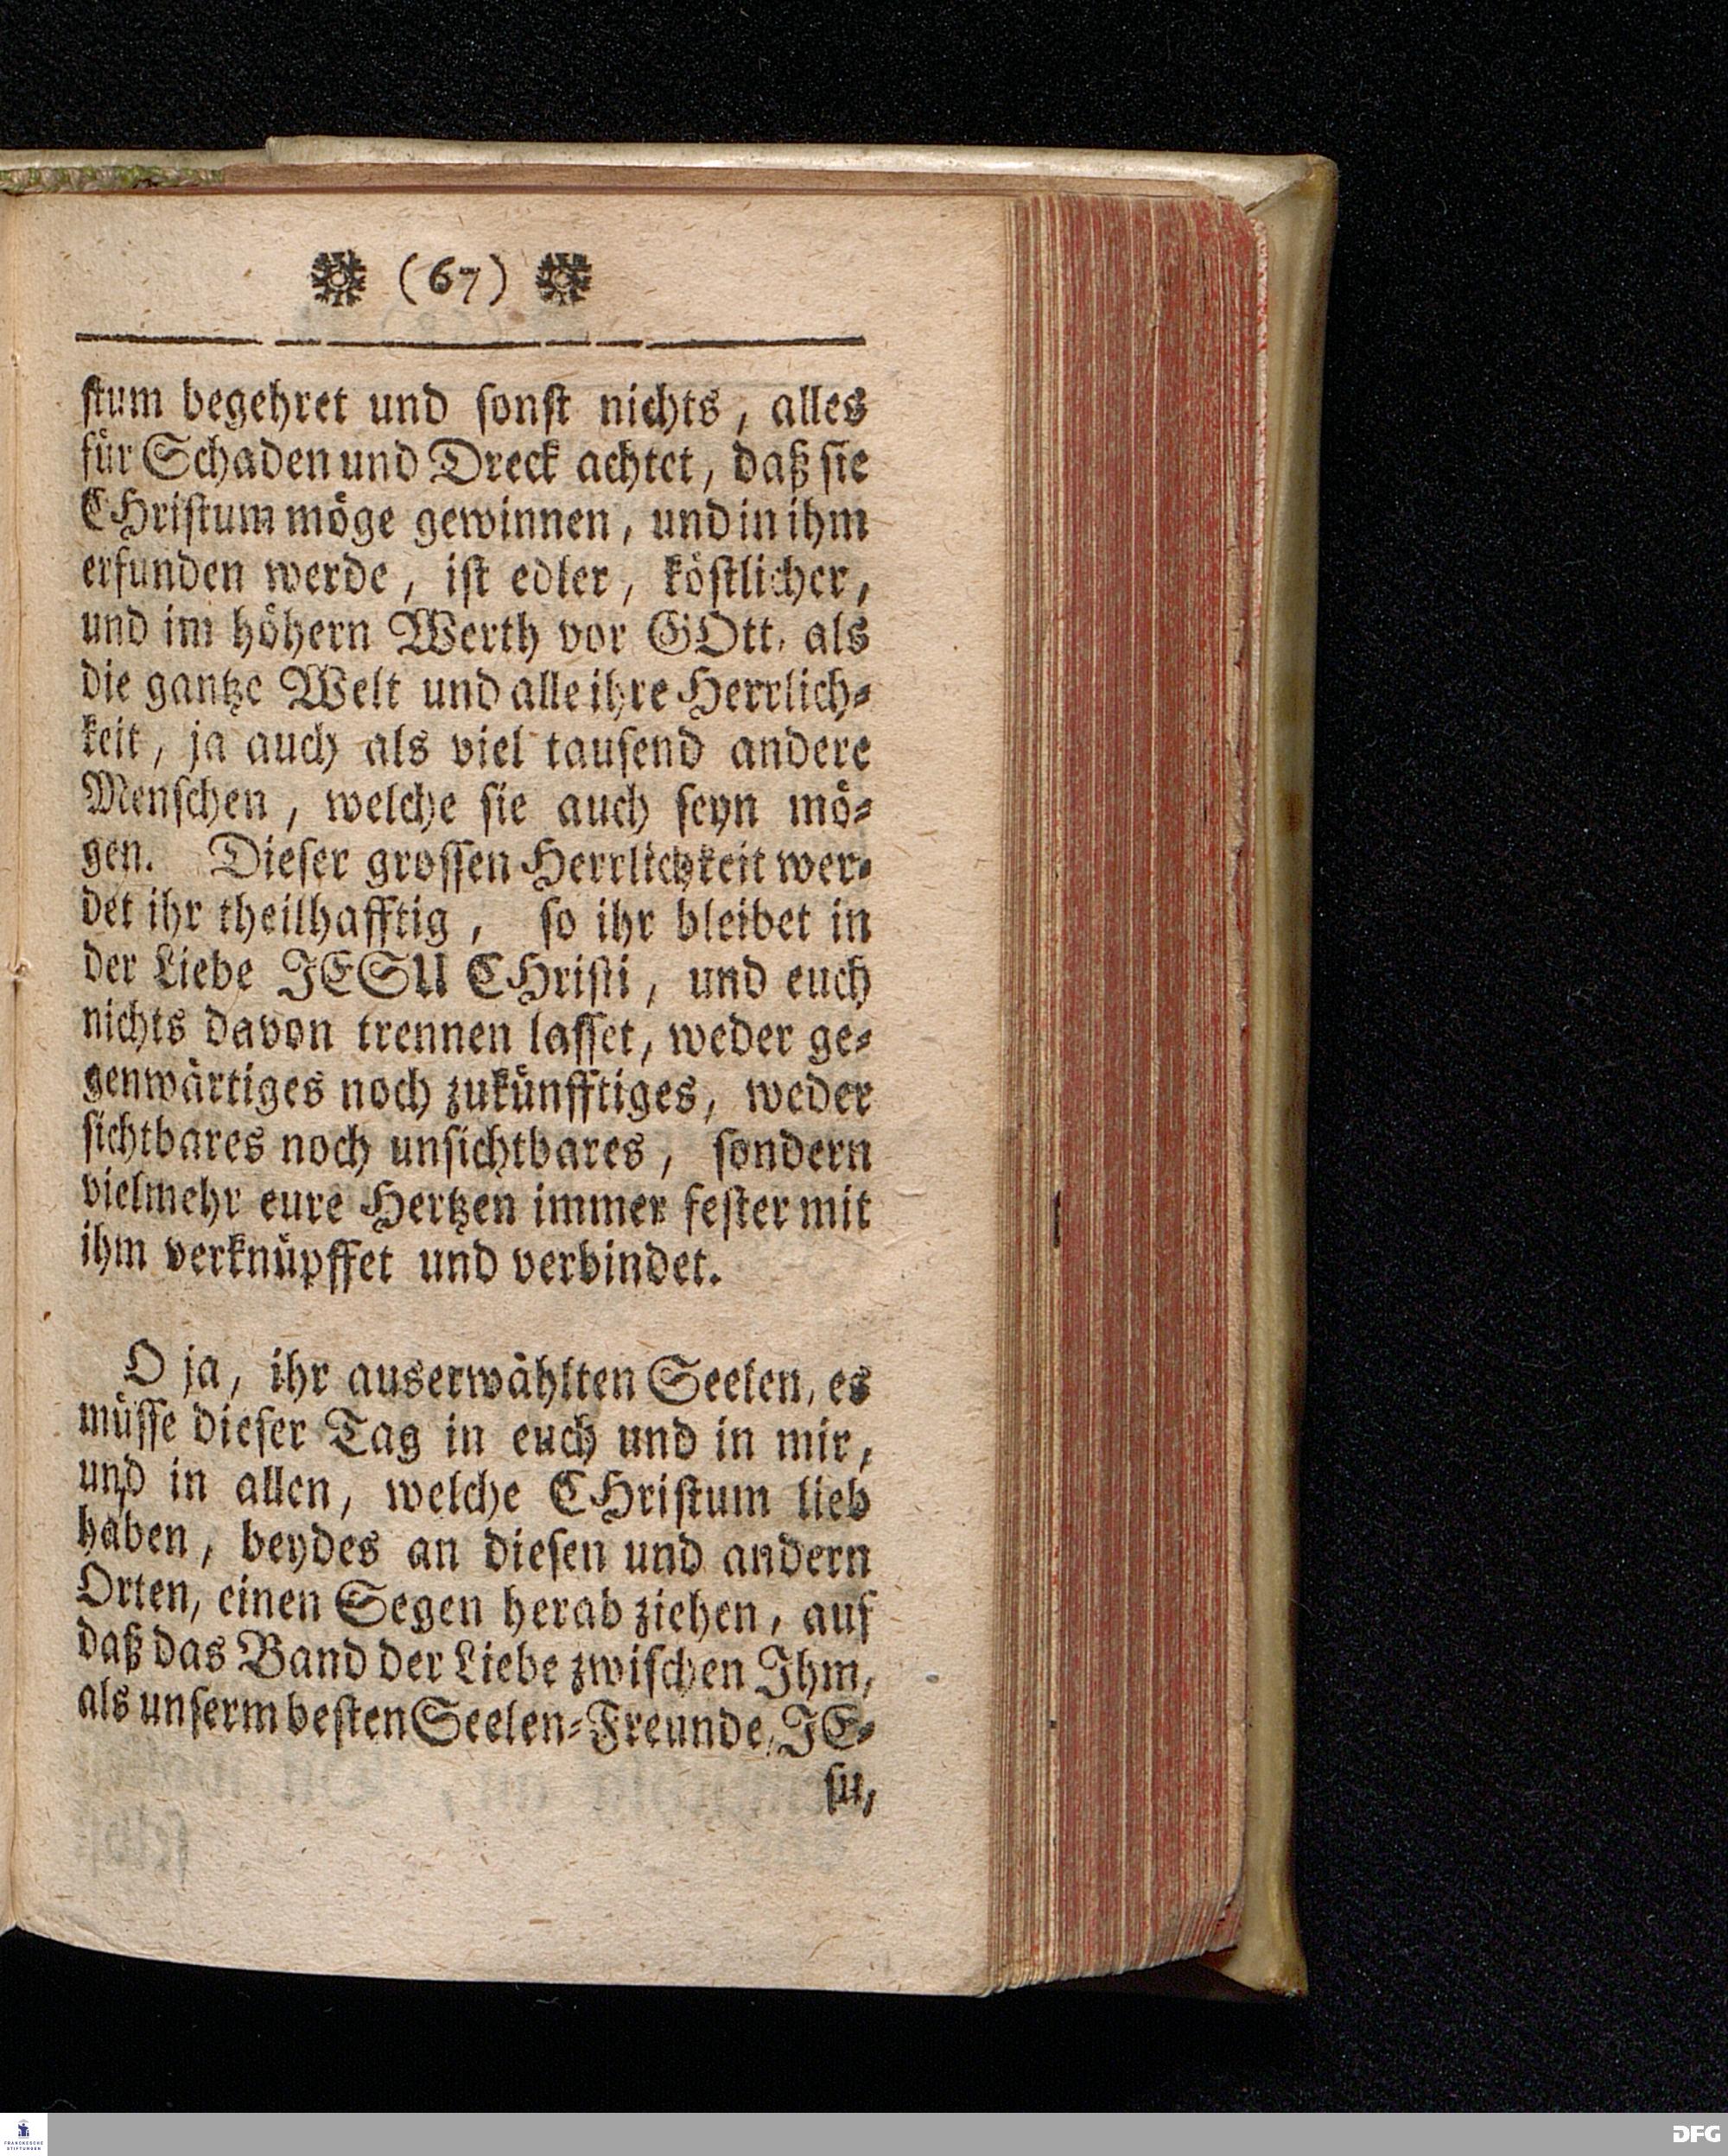 (67)
ſtum begehret und ſonſt nichts, alles
für Schaden und Dreck achtet, daß ſie
CHriſtum möge gewinnen, und in ihm
erfunden werde, iſt edler, köſtlicher,
und im höhern Werth vor GOtt, als
die gantze Welt und alle ihre Herrlich-
keit, ja auch als viel tauſend andere
Menſchen, welche ſie auch ſeyn mö-
gen. Dieſer groſſen Herrlichkeit wer-
det ihr theilhafftig, ſo ihr bleibet in
der Liebe JESU CHriſti, und euch
nichts davon trennen laſſet, weder ge-
genwärtiges noch zukünfftiges, weder
ſichtbares noch unſichtbares, ſondern
vielmehr eure Hertzen immer feſter mit
ihm verknüpffet und verbindet.
O ja, ihr auserwählten Seelen, es
müſſe dieſer Tag in euch und in mir,
und in allen, welche CHriſtum lieb
haben, beydes an dieſen und andern
Orten, einen Segen herab ziehen, auf
daß das Band der Liebe zwiſchen Ihm,
als unſerm beſten Seelen-Freunde, JE-
ſu,
FRANCKESCHE
STIFTUNGEN
DFG